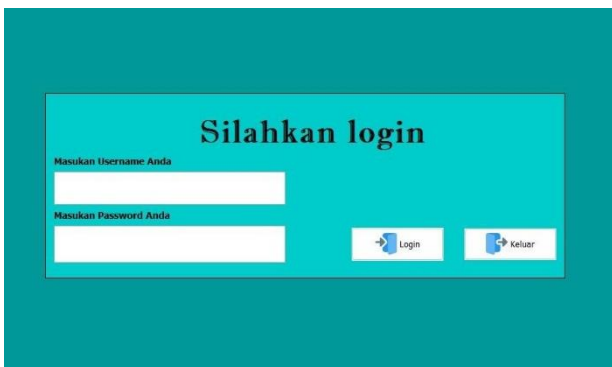 Silahkan login
Masukan Username Anda
Masukan Password Anda
Login
Keluar